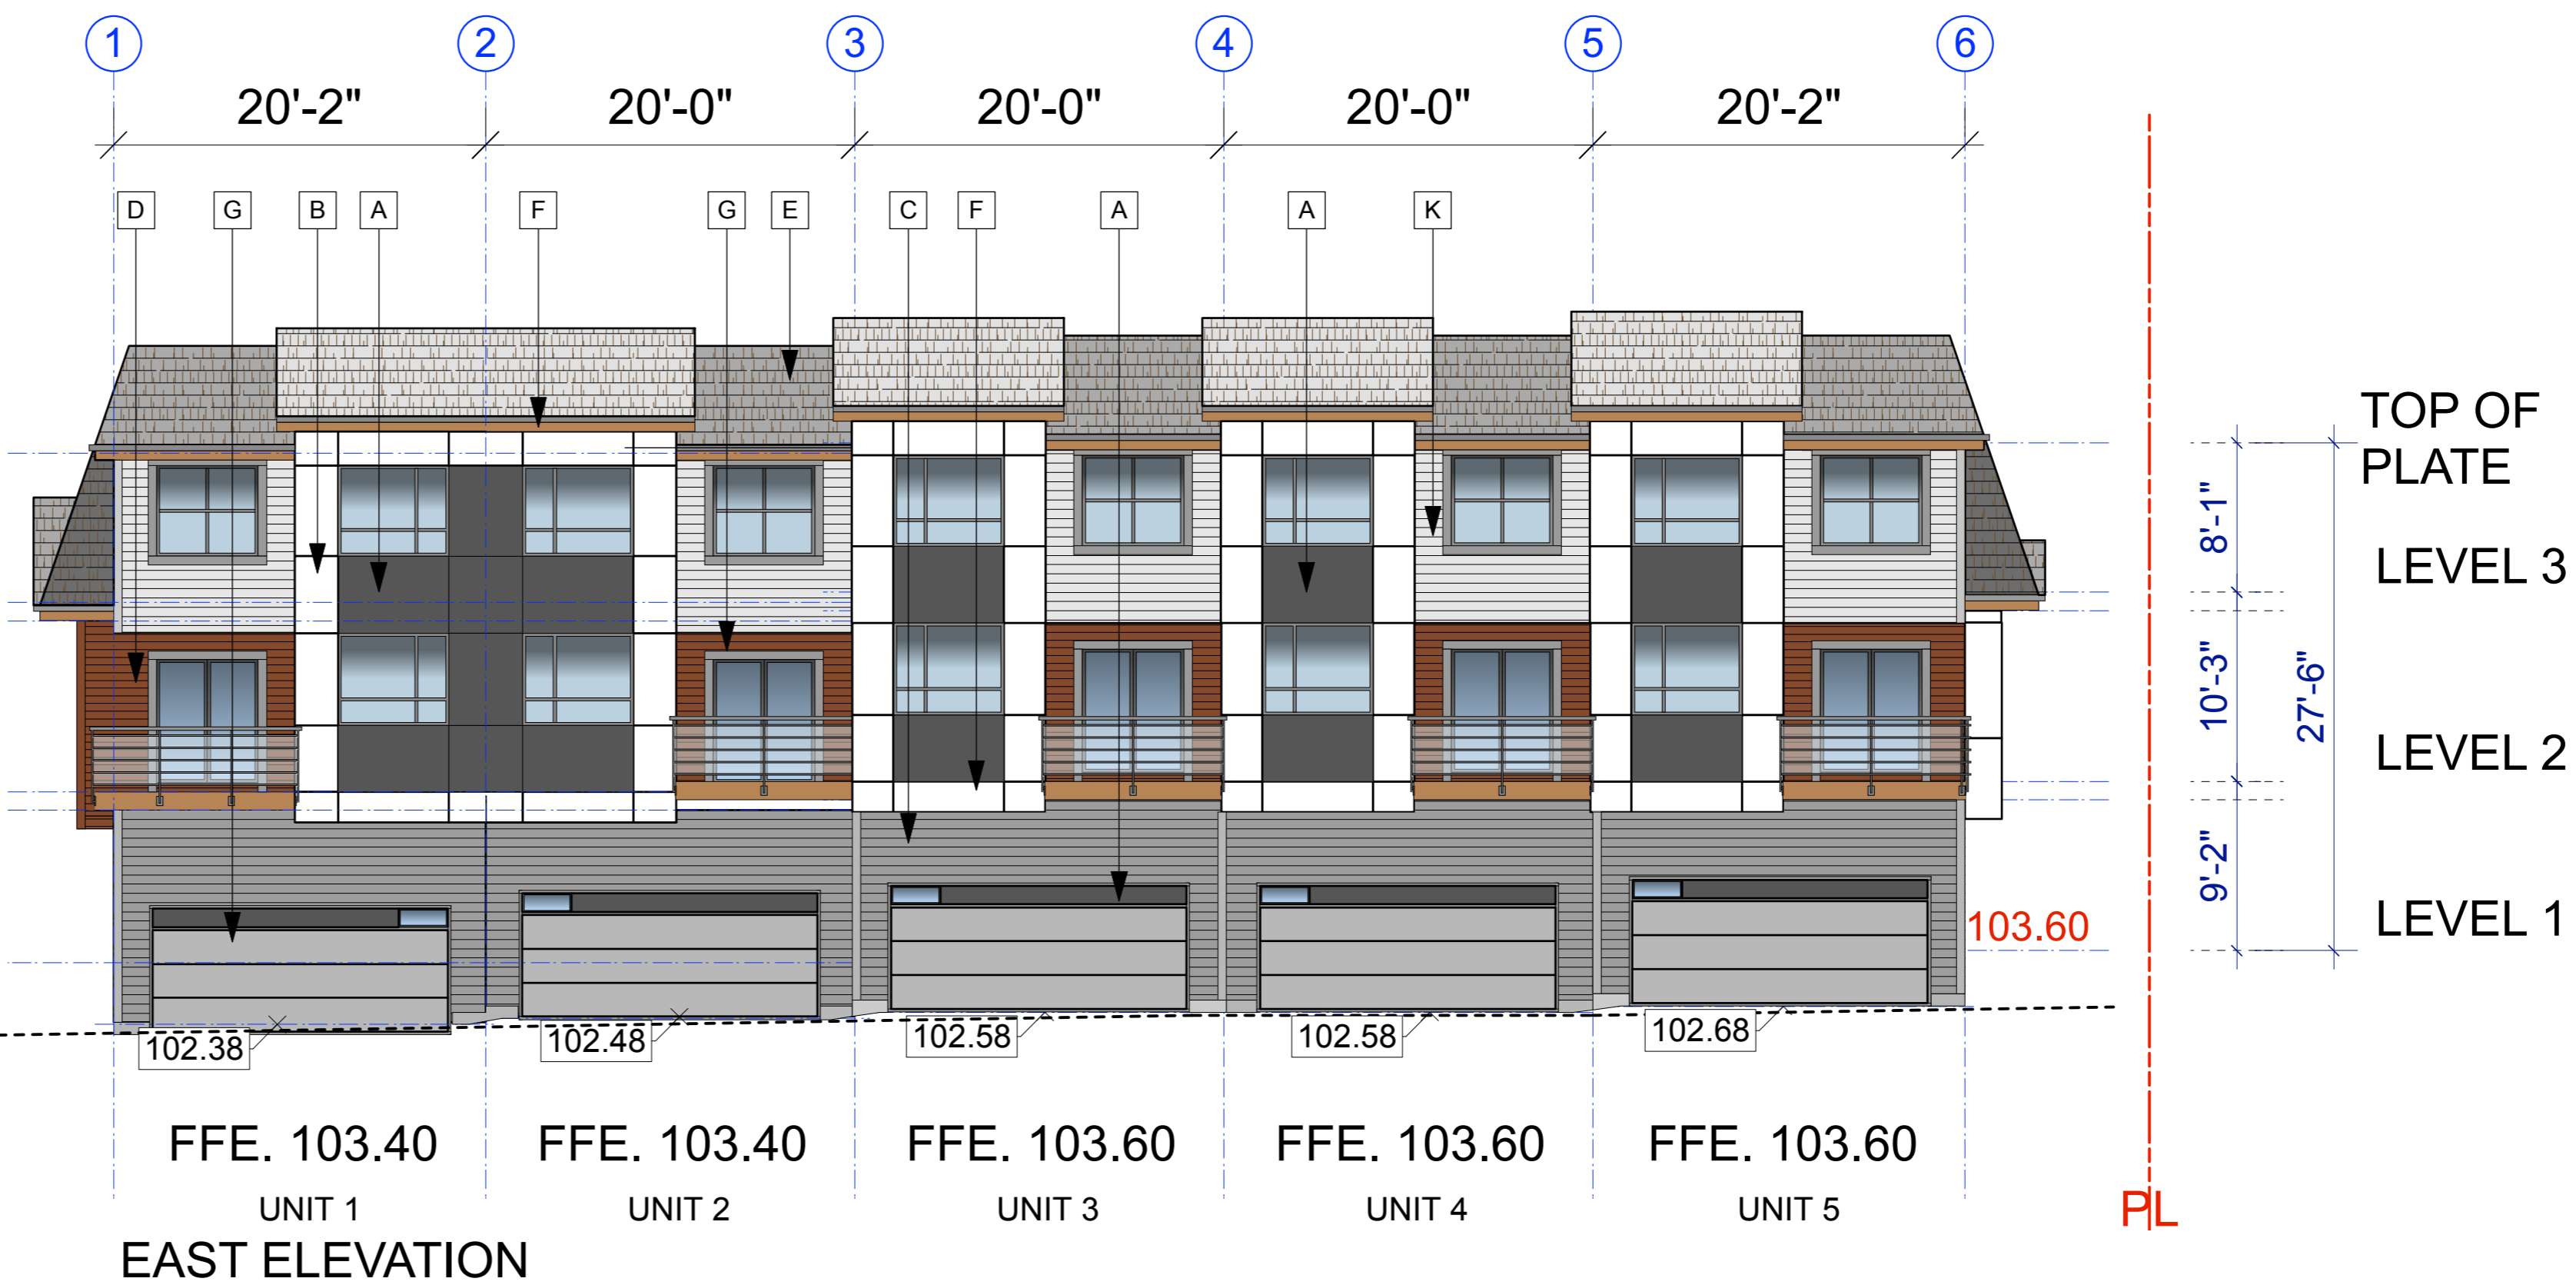 1 2 3 4 5 6
20'-2" 20'-0" 20'-0" 20'-0" 20'-2"
D G B A F G E C F A A K
TOP OF
PLATE
8'-1"
LEVEL 3
10'-3"
27'-6"
LEVEL 2
9'-2"
LEVEL 1
103.60
102.38 102.48 102.58 102.58 102.68
FFE. 103.40 FFE. 103.40 FFE. 103.60 FFE. 103.60 FFE. 103.60
UNIT 1 UNIT 2 UNIT 3 UNIT 4 UNIT 5
PL
EAST ELEVATION